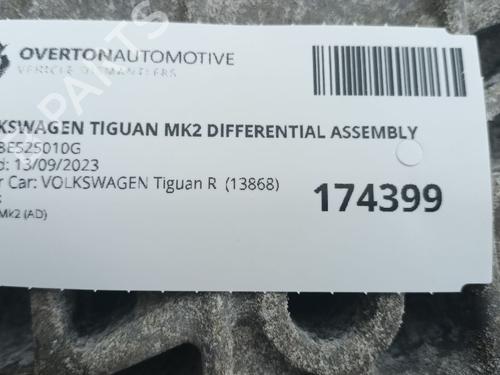 OVERTONAUTOMOTIVE
VEHICLE DISMANTLERS
KSWAGEN TIGUAN MK2 DIFFERENTIAL ASSEMBLY
BE525010G
d: 13/09/2023
r Car: VOLKSWAGEN Tiguan R (13868)
174399
Mk2 (AD)
PARTS